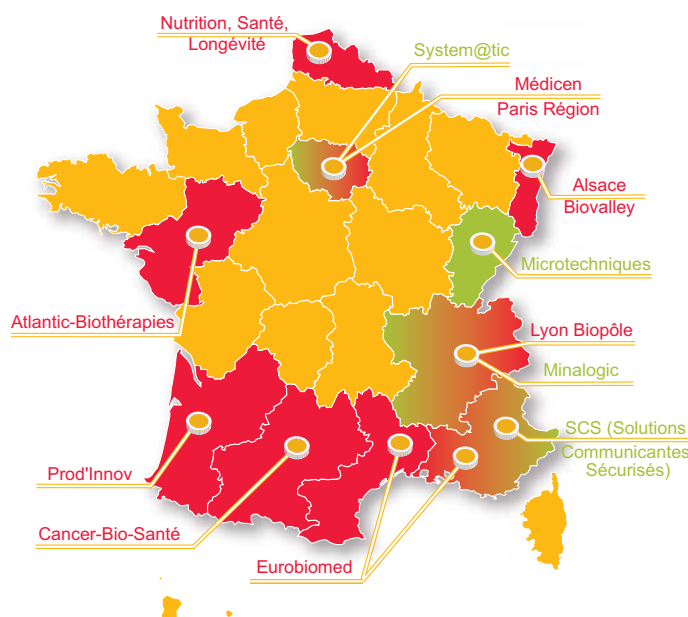 Nutrition, Santé,
Longévité
System@tic
Médicen
Paris Région
Alsace
Biovalley
Microtechniques
Atlantic-Biothérapies
Lyon Biopôle
Minalogic
SCS (Solutions
Communicantes
Sécurisés)
Prod'Innov
Cancer-Bio-Santé
Eurobiomed